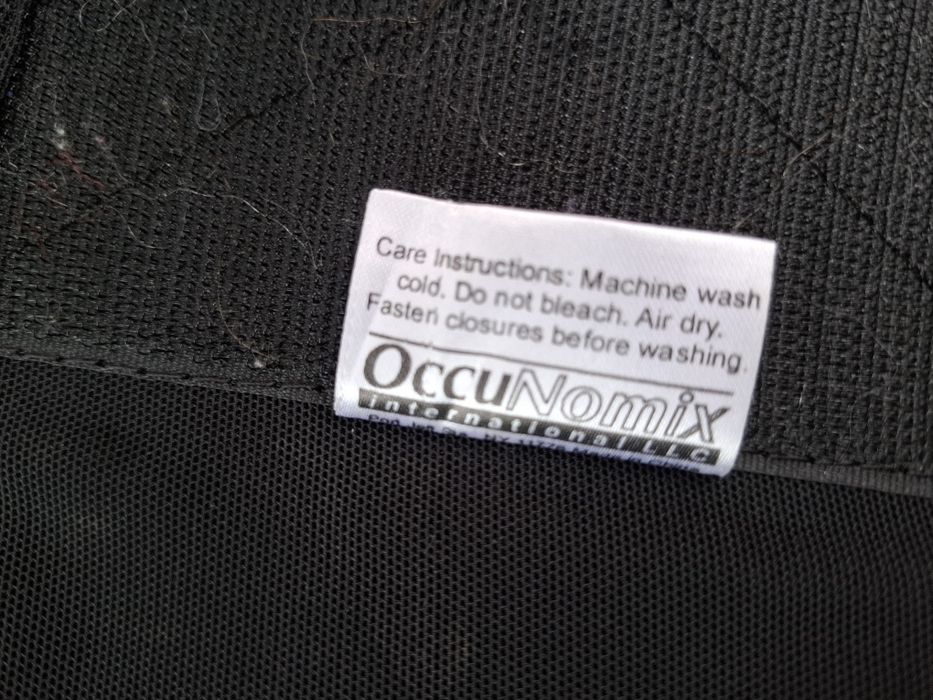 Care Instructions: Machine wash
cold. Do not bleach. Air dry.
Fasten closures before washing.
OccuNomix
international LLC